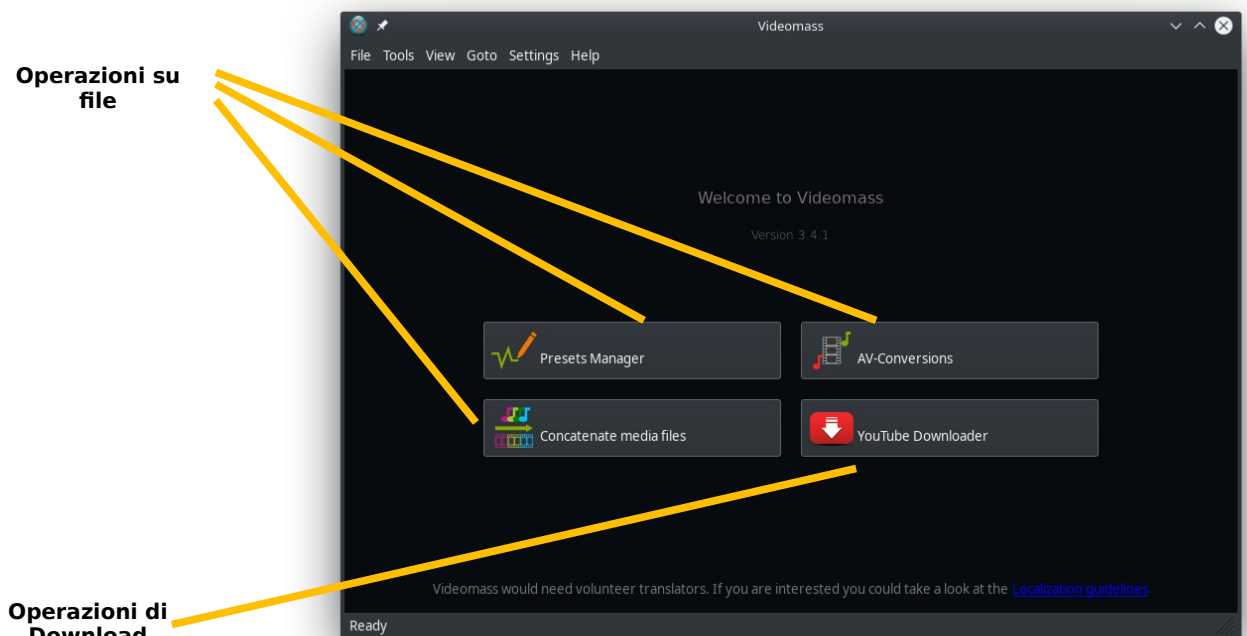 Videomass
File Tools View Goto Settings Help
Operazioni su
file
Welcome to Videomass
Version 3.4.1
Presets Manager
AV-Conversions
Concatenate media files
YouTube Downloader
Videomass would need volunteer translators. If you are interested you could take a look at the Localization guidelines
Operazioni di
Download
Ready